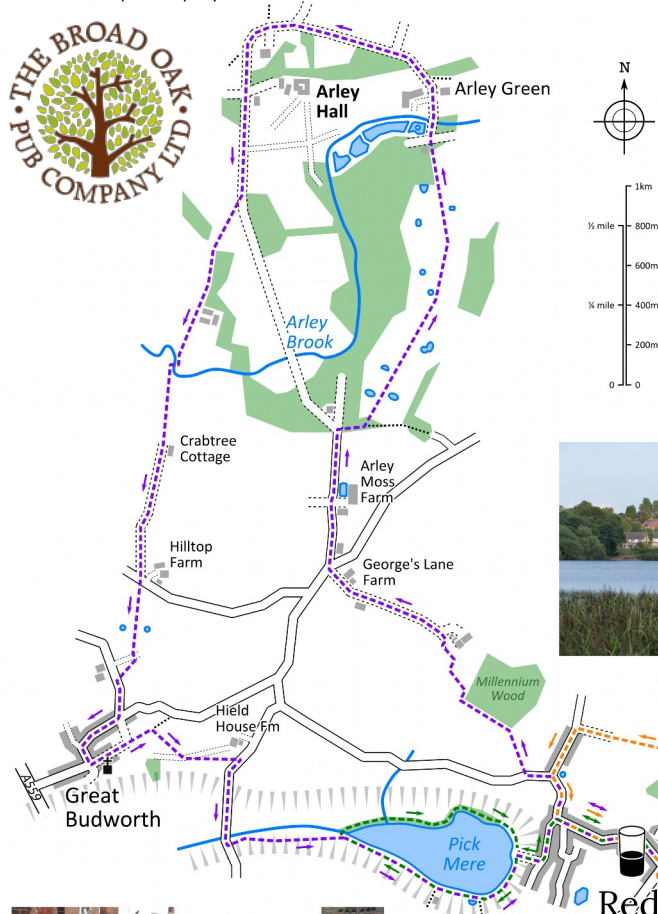 THE BROAD OAK
PUB COMPANY LTD
Arley
Hall
Arley Green
N
1km
½ mile
800m
600m
¼ mile
400m
200m
0
0
Arley
Brook
Crabtree
Cottage
Arley
Moss
Farm
Hilltop
Farm
George's Lane
Farm
Millennium
Wood
Hield
House Fm
A559
Great
Budworth
Pick
Mere
Red